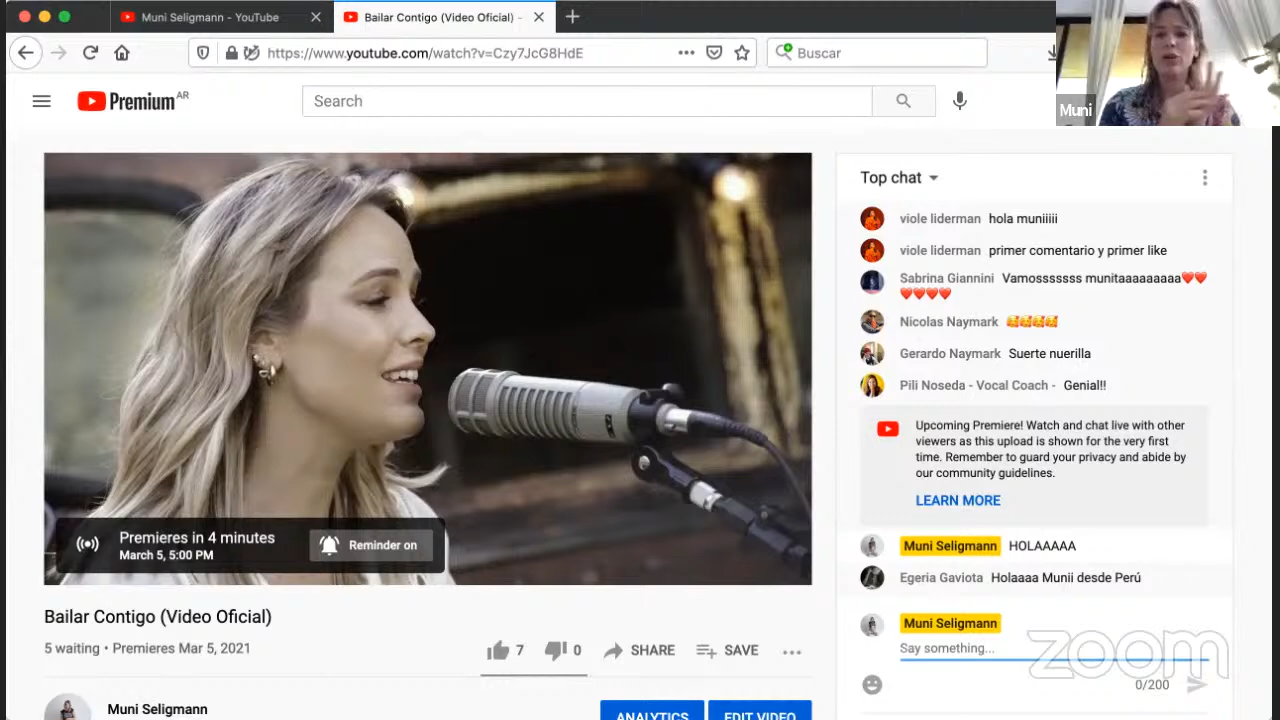 Muni Seligmann - YouTube
Bailar Contigo (Video Oficial) -
https://www.youtube.com/watch?v=Czy7JcG8HdE
Buscar
Muni
Premium AR
Search
Top chat
viole liderman hola muniiiii
viole liderman primer comentario y primer like
Sabrina Giannini Vamosssssss munitaaaaaaaaa❤️❤️
❤️❤️❤️❤️
Nicolas Naymark 🥰🥰🥰🥰
Gerardo Naymark Suerte nuerilla
Pili Noseda - Vocal Coach - Genial!!
Upcoming Premiere! Watch and chat live with other
viewers as this upload is shown for the very first
time. Remember to guard your privacy and abide by
our community guidelines.
LEARN MORE
Muni Seligmann HOLAAAAA
Egeria Gaviota Holaaaa Munii desde Perú
Muni Seligmann
Say something...
0/200
zoom
Premieres in 4 minutes
March 5, 5:00 PM
Reminder on
Bailar Contigo (Video Oficial)
5 waiting • Premieres Mar 5, 2021
7
0
SHARE
SAVE
Muni Seligmann
ANALYTICS
EDIT VIDEO